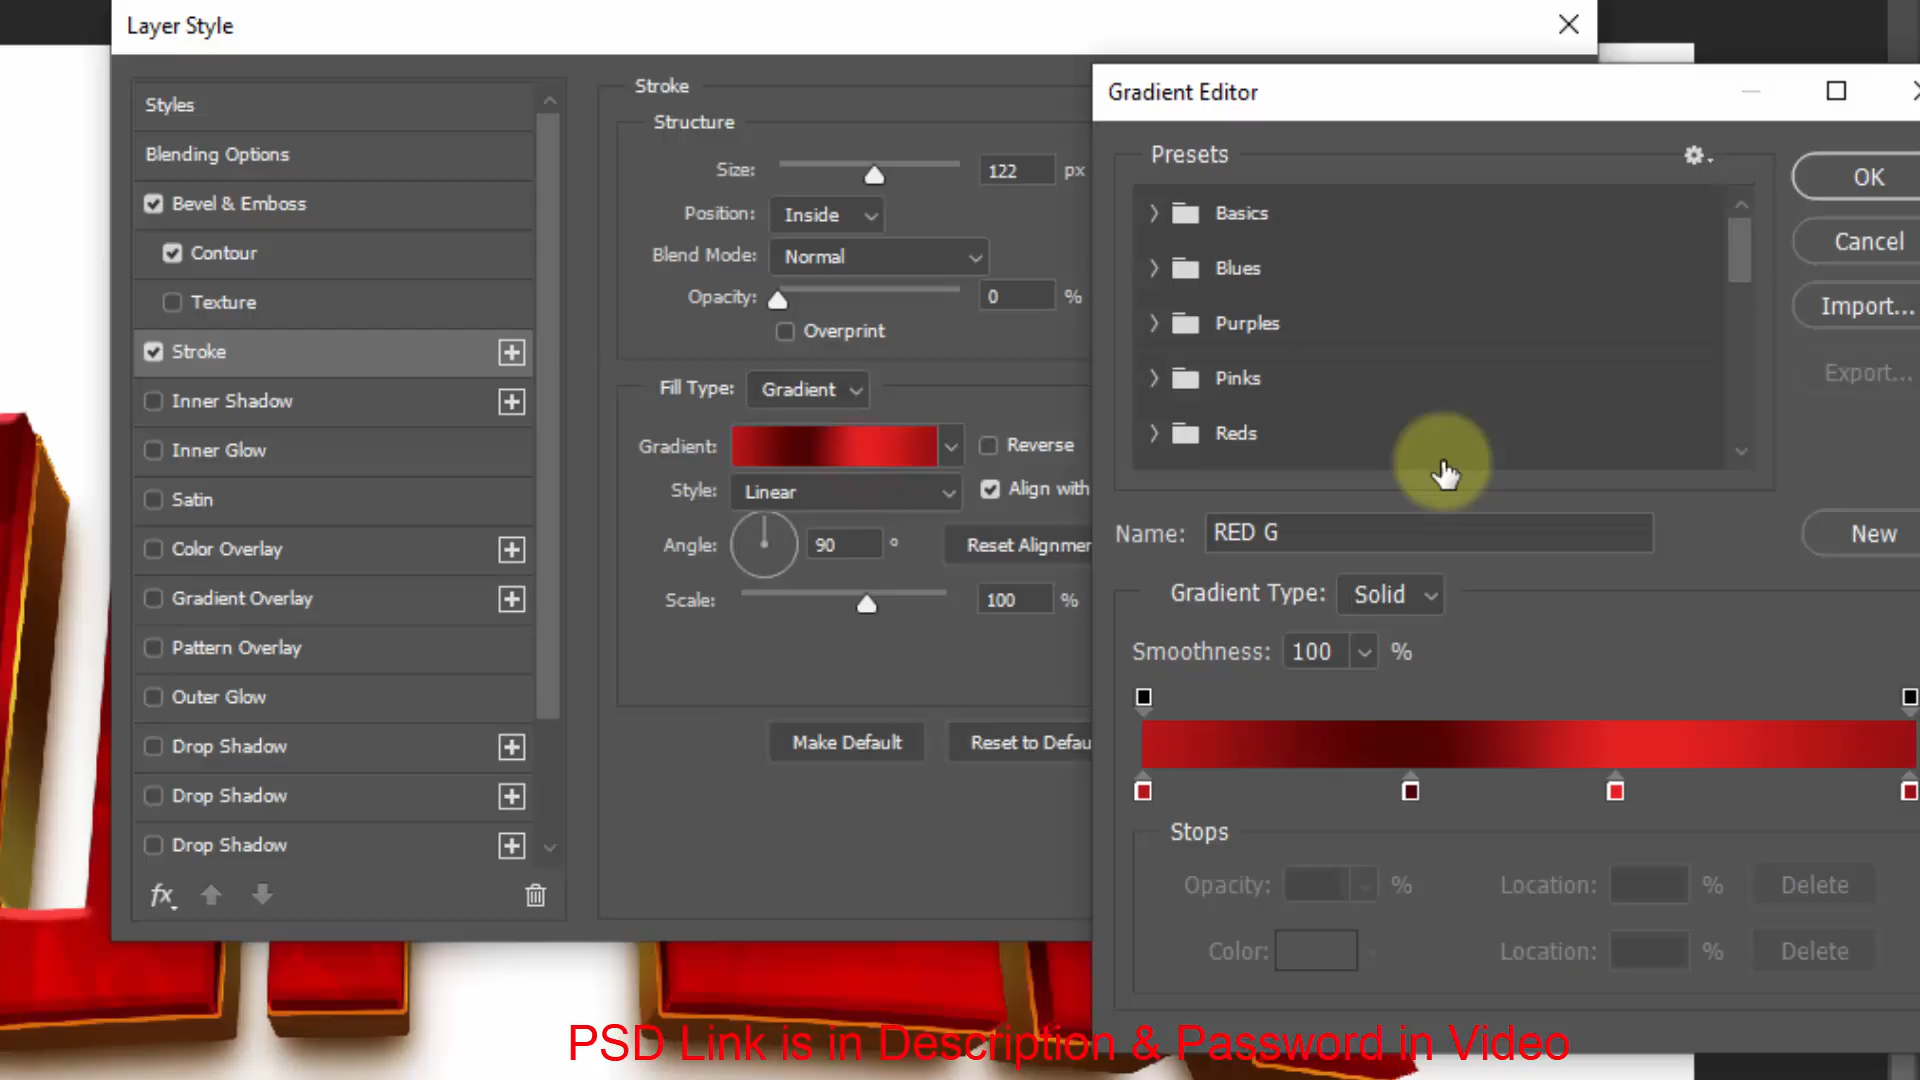 Layer Style
Styles
Blending Options
Bevel & Emboss
Contour
Texture
Stroke
Inner Shadow
Inner Glow
Satin
Color Overlay
Gradient Overlay
Pattern Overlay
Outer Glow
Drop Shadow
Drop Shadow
Drop Shadow
fx
Stroke
Structure
Size: 122 px
Position: Inside
Blend Mode: Normal
Opacity: 0 %
Overprint
Fill Type: Gradient
Gradient: Reverse
Style: Linear Align with
Angle: 90 ° Reset Alignmen
Scale: 100 %
Make Default Reset to Defau
Gradient Editor
Presets
Basics
Blues
Purples
Pinks
Reds
OK
Cancel
Import...
Export...
Name: RED G
New
Gradient Type: Solid
Smoothness: 100 %
Stops
Opacity: % Location: % Delete
Color: Location: % Delete
PSD Link is in Description & Password in Video